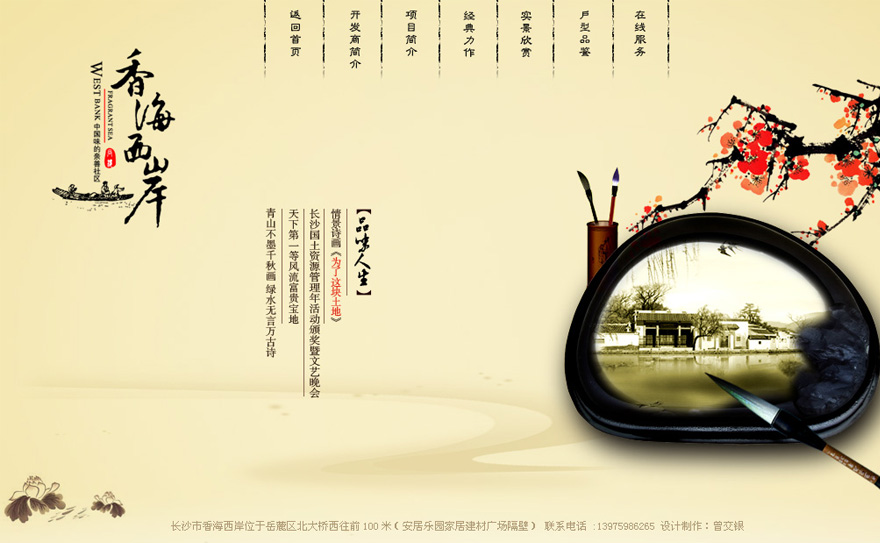 返回首页
开发商简介
项目简介
经典力作
实景欣赏
户型品鉴
在线服务
香海西岸
FRAGRANT SEA
WEST BANK 中国味的亲善社区
【品味人生】
情景诗画《为了这块土地》
长沙国土资源管理年活动颁奖暨文艺晚会
天下第一等风流富贵宝地
青山不墨千秋画 绿水无言万古诗
长沙市香海西岸位于岳麓区北大桥西往前100米（安居乐园家居建材广场隔壁） 联系电话 :13975986265 设计制作：曾交银